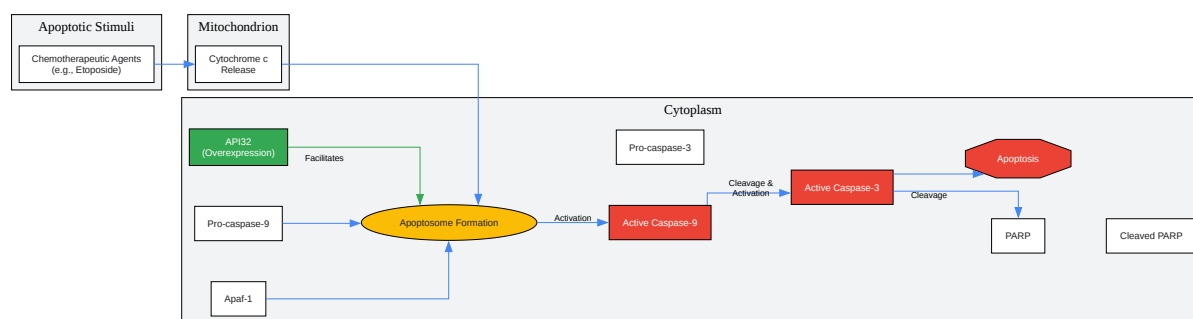 Apoptotic Stimuli
Chemotherapeutic Agents
(e.g., Etoposide)
Mitochondrion
Cytochrome c
Release
Cytoplasm
API32
(Overexpression)
Facilitates
Pro-caspase-9
Apaf-1
Apoptosome Formation
Activation
Pro-caspase-3
Active Caspase-9
Cleavage &
Activation
Active Caspase-3
Cleavage
Apoptosis
PARP
Cleaved PARP